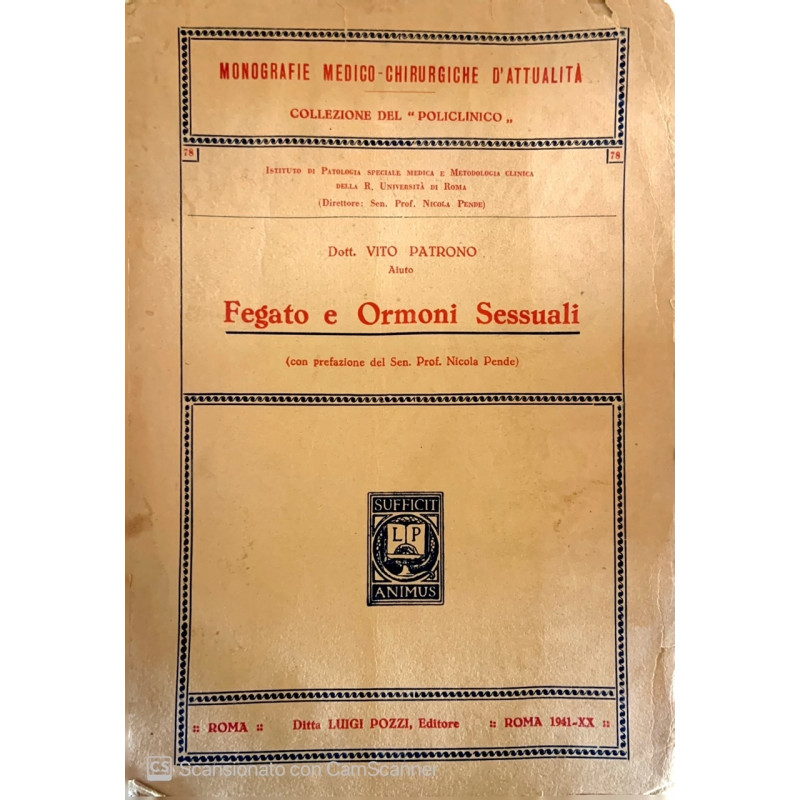 MONOGRAFIE MEDICO-CHIRURGICHE D'ATTUALITÀ
COLLEZIONE DEL “ POLICLINICO „
78 78
ISTITUTO DI PATOLOGIA SPECIALE MEDICA E METODOLOGIA CLINICA
DELLA R. UNIVERSITÀ DI ROMA
(Direttore: Sen. Prof. NICOLA PENDE)
Dott. VITO PATRONO
Aiuto
Fegato e Ormoni Sessuali
(con prefazione del Sen. Prof. Nicola Pende)
SUFFICIT
L P
ANIMUS
:: ROMA :: Ditta LUIGI POZZI, Editore :: ROMA 1941-XX ::
CS Scansionato con CamScanner